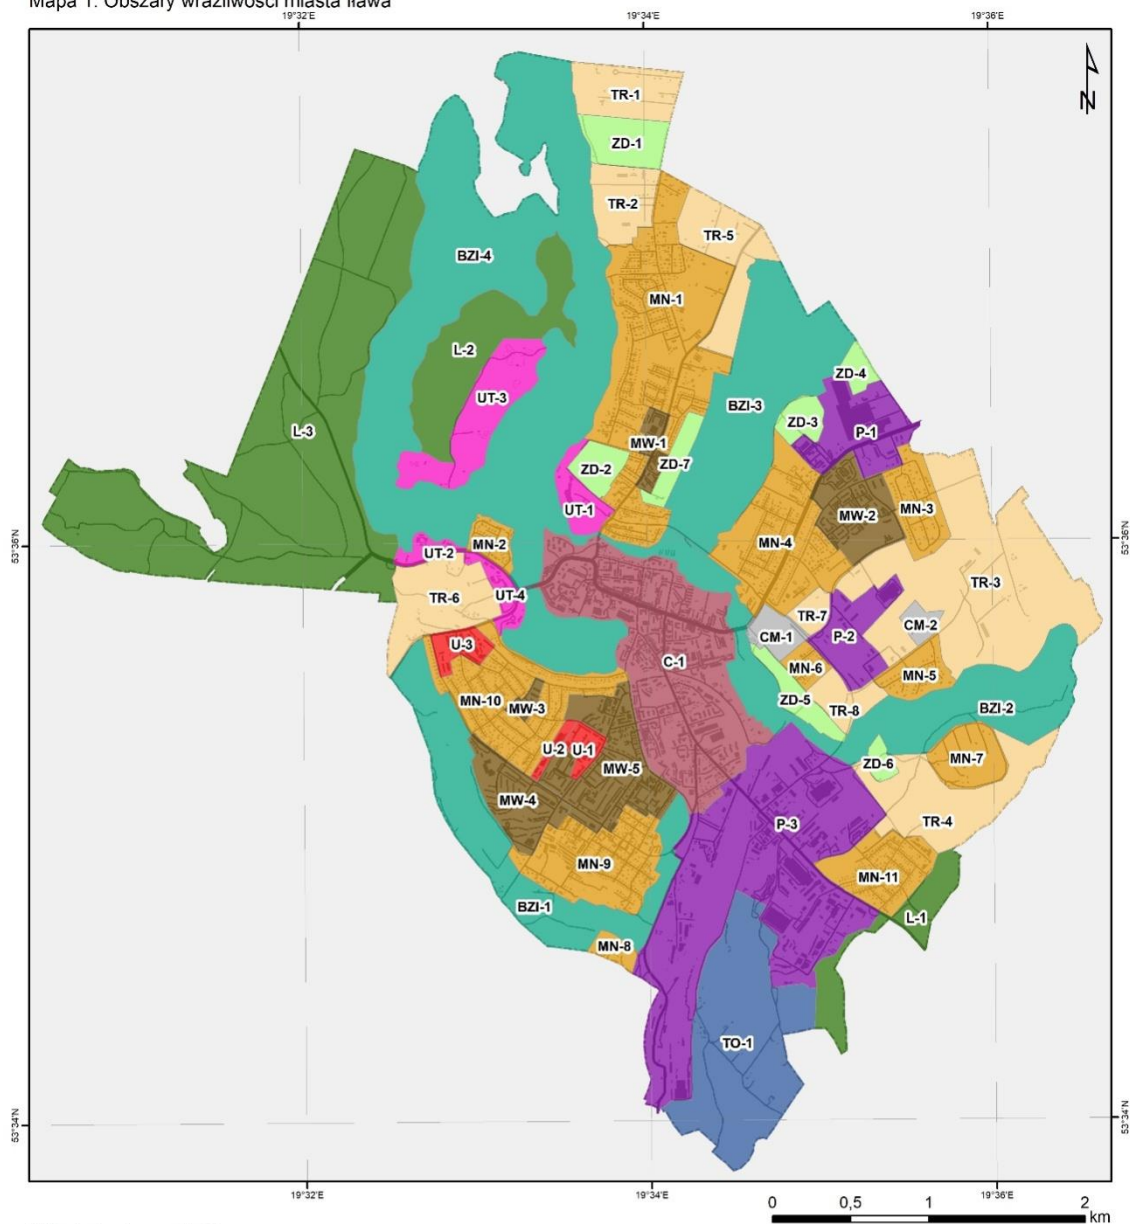 Mapa 1. Obszary wrażliwości miasta Iława
19°32'E 19°34'E 19°36'E
N
TR-1
ZD-1
TR-2
TR-5
BZI-4
MN-1
L-2
ZD-4
UT-3
BZI-3
ZD-3
L-3
P-1
MW-1
ZD-2
ZD-7
UT-1
MN-3
MW-2
53°36'N
53°36'N
MN-2
MN-4
UT-2
TR-3
TR-6
UT-4
TR-7
CM-2
CM-1
P-2
U-3
C-1
MN-6
MN-5
MN-10
ZD-5
MW-3
TR-8
BZI-2
U-2
U-1
MN-7
ZD-6
MW-5
MW-4
P-3
TR-4
MN-9
MN-11
BZI-1
L-1
MN-8
TO-1
53°34'N
53°34'N
19°32'E 19°34'E 19°36'E
0 0,5 1 2
km